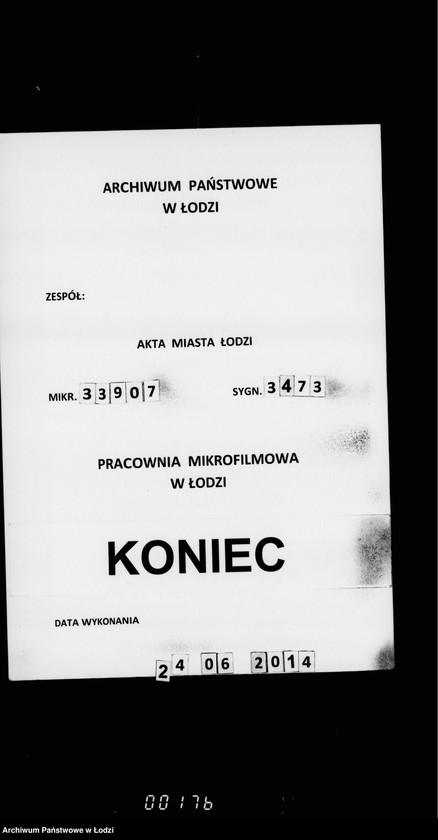 ARCHIWUM PAŃSTWOWE
W ŁODZI
ZESPÓŁ:
AKTA MIASTA ŁODZI
MIKR. 33907 SYGN. 3473
PRACOWNIA MIKROFILMOWA
W ŁODZI
KONIEC
DATA WYKONANIA
24 06 2014
00176
Archiwum Państwowe w Łodzi